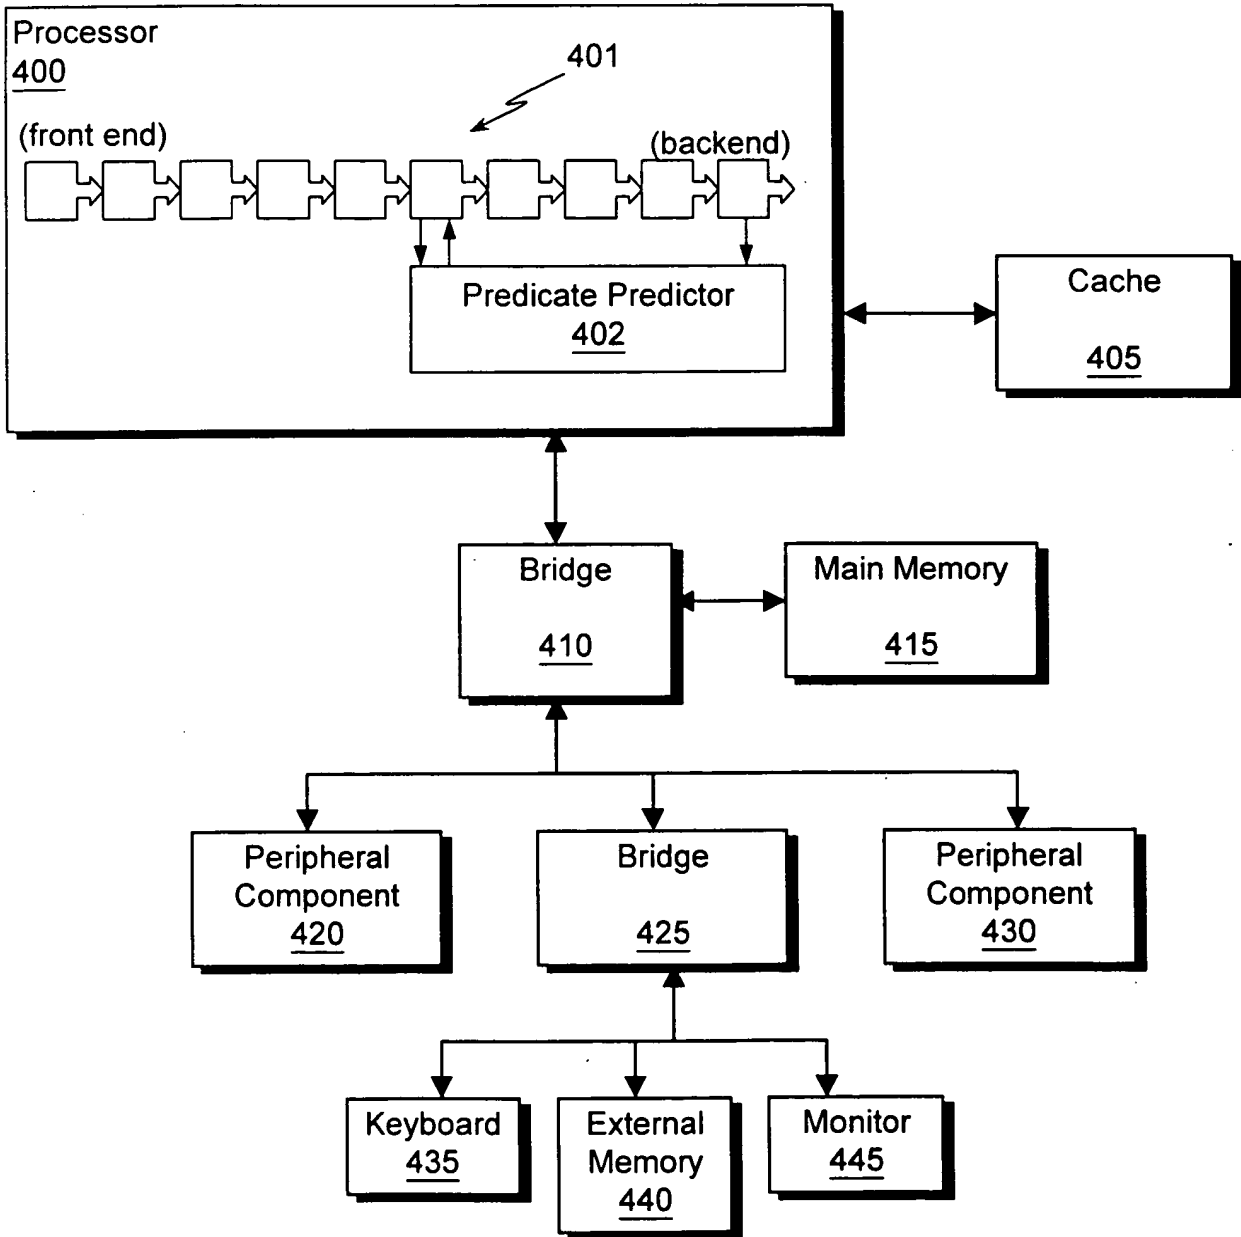 Processor
400
401
(front end)
(backend)
Predicate Predictor
402
Cache
405
Bridge
410
Main Memory
415
Peripheral
Component
420
Bridge
425
Peripheral
Component
430
Keyboard
435
External
Memory
440
Monitor
445